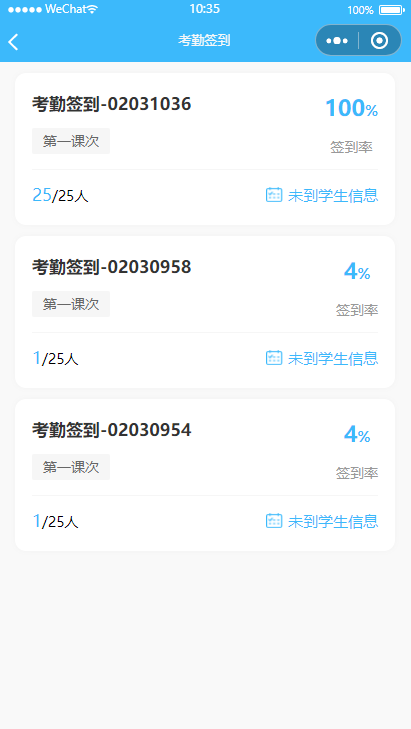 WeChat 10:35 100%
考勤签到
考勤签到-02031036
100%
第一课次
签到率
25/25人 未到学生信息
考勤签到-02030958
4%
第一课次
签到率
1/25人 未到学生信息
考勤签到-02030954
4%
第一课次
签到率
1/25人 未到学生信息